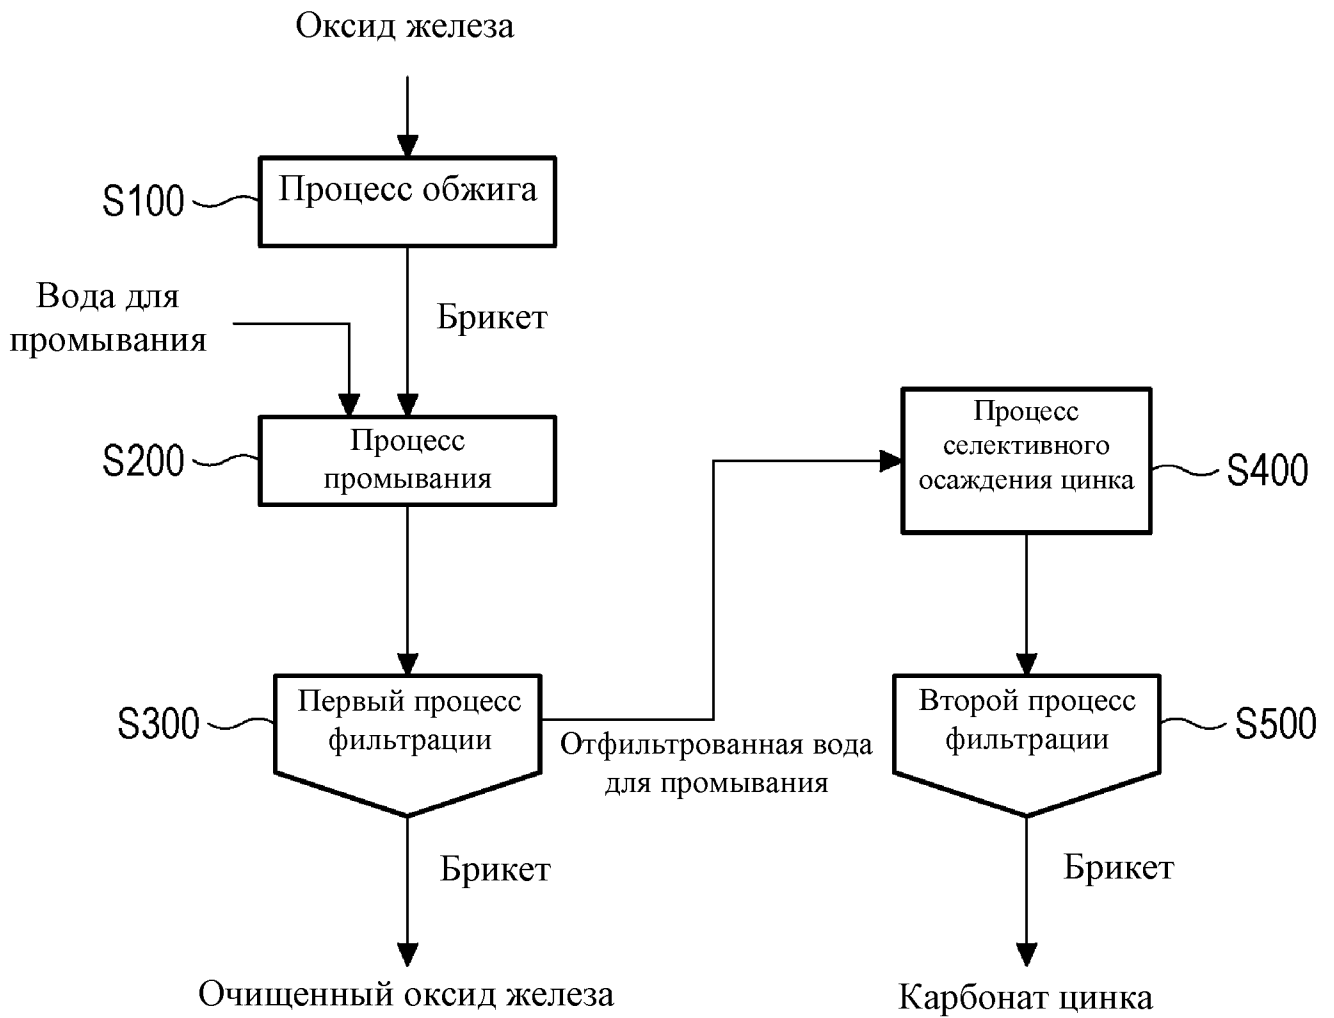 Оксид железа
S100
Процесс обжига
Вода для
промывания
Брикет
S200
Процесс
промывания
Процесс
селективного
осаждения цинка
S400
S300
Первый процесс
фильтрации
Отфильтрованная вода
для промывания
Второй процесс
фильтрации
S500
Брикет
Брикет
Очищенный оксид железа
Карбонат цинка